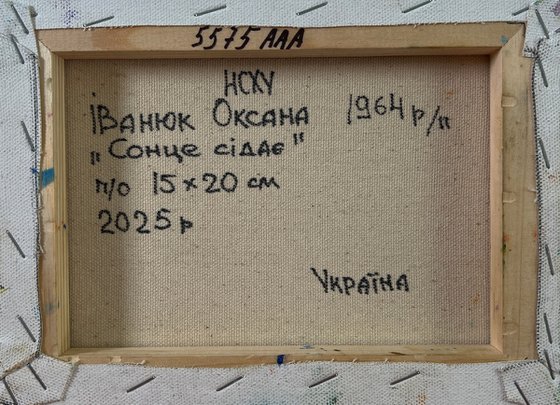 5575 AAA
НСХУ
Іванюк Оксана 1964 р/н
„Сонце сідає"
п/о 15 x 20 см
2025 р
Україна